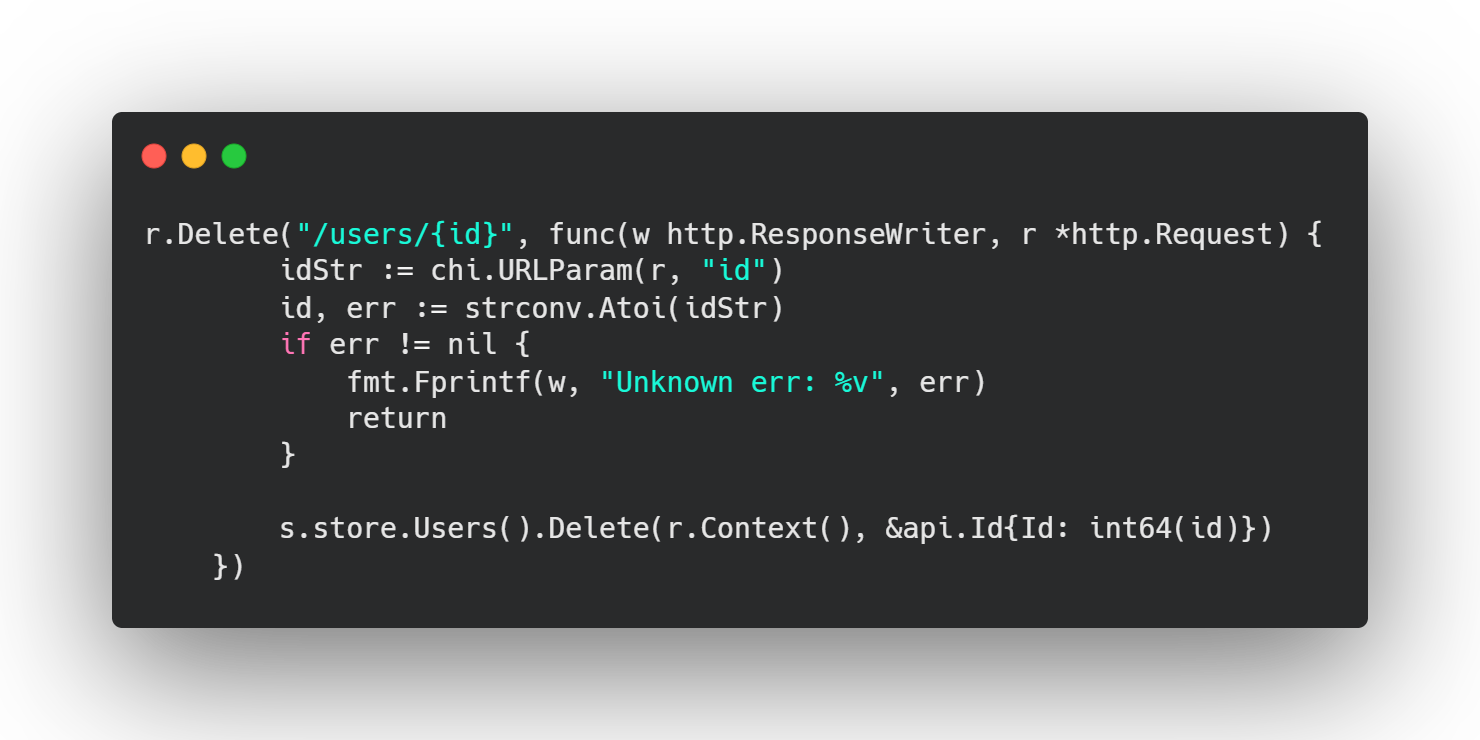 r.Delete("/users/{id}", func(w http.ResponseWriter, r *http.Request) {
        idStr := chi.URLParam(r, "id")
        id, err := strconv.Atoi(idStr)
        if err != nil {
            fmt.Fprintf(w, "Unknown err: %v", err)
            return
        }

        s.store.Users().Delete(r.Context(), &api.Id{Id: int64(id)})
    })